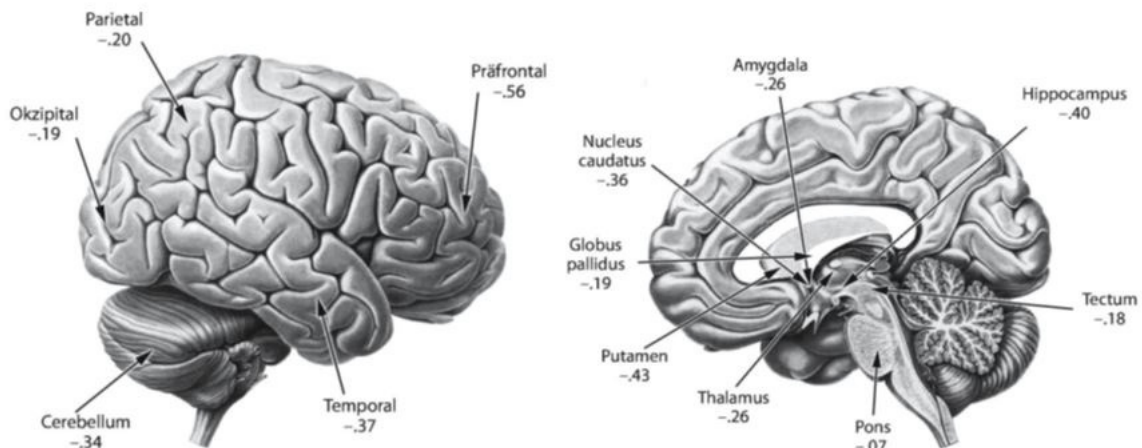 Parietal
–.20
Präfrontal
–.56
Okzipital
–.19
Cerebellum
–.34
Temporal
–.37
Amygdala
–.26
Hippocampus
–.40
Nucleus
caudatus
–.36
Globus
pallidus
–.19
Tectum
–.18
Putamen
–.43
Thalamus
–.26
Pons
–.07